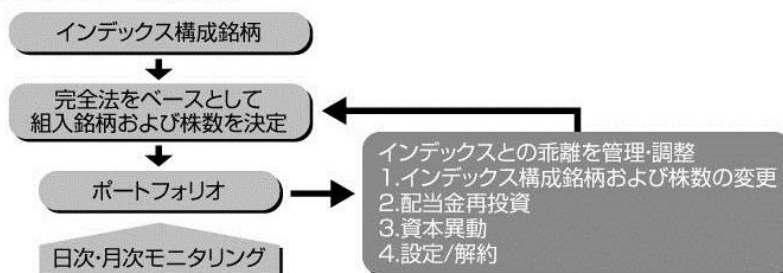 インデックス構成銘柄
完全法をベースとして
組入銘柄および株数を決定
ポートフォリオ
日次・月次モニタリング
インデックスとの乖離を管理・調整
1.インデックス構成銘柄および株数の変更
2.配当金再投資
3.資本異動
4.設定/解約